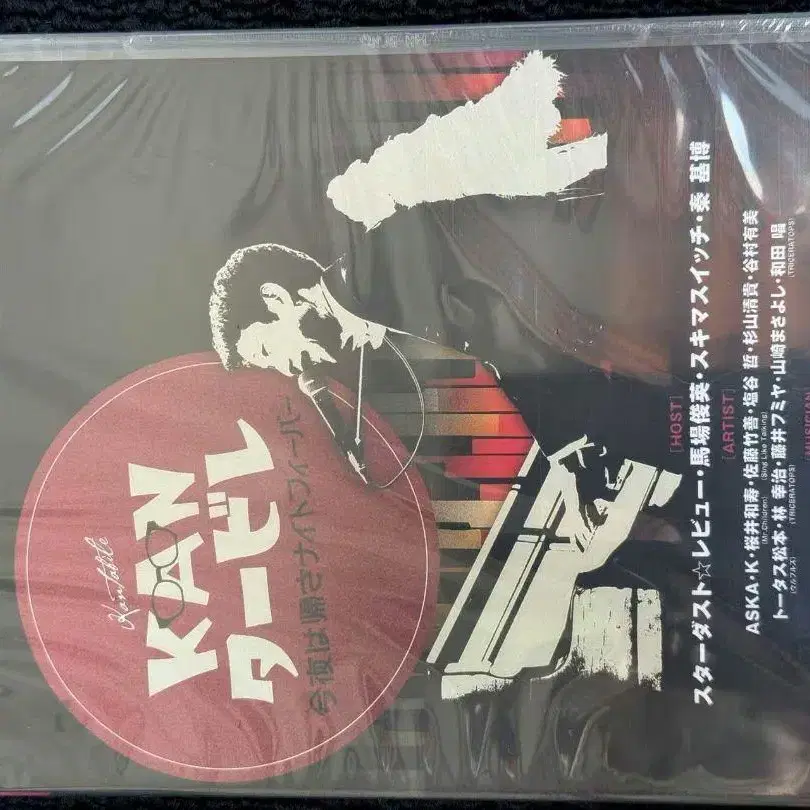 Kantabile
KAN
タービレ
今夜は帰さナイトフィーバー
[HOST]
スターダスト☆レビュー・馬場俊英・スキマスイッチ・秦 基博
[ARTIST]
ASKA・K・桜井和寿・佐藤竹善・塩谷 哲・杉山清貴・谷村有美
(Mr.Children) (Sing Like Talking)
トータス松本・林 幸治・藤井フミヤ・山崎まさよし・和田 唱
(ウルフルズ) (TRICERATOPS) (TRICERATOPS)